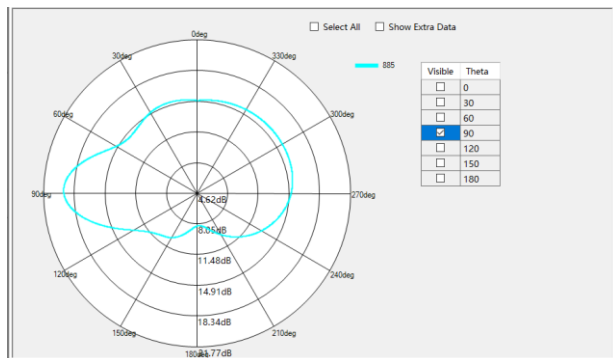 Select All
Show Extra Data
885
Visible Theta
0
30
60
90
120
150
180
0deg
30deg
330deg
60deg
300deg
90deg
270deg
120deg
240deg
150deg
210deg
180deg
4.62dB
8.05dB
11.48dB
14.91dB
18.34dB
21.77dB